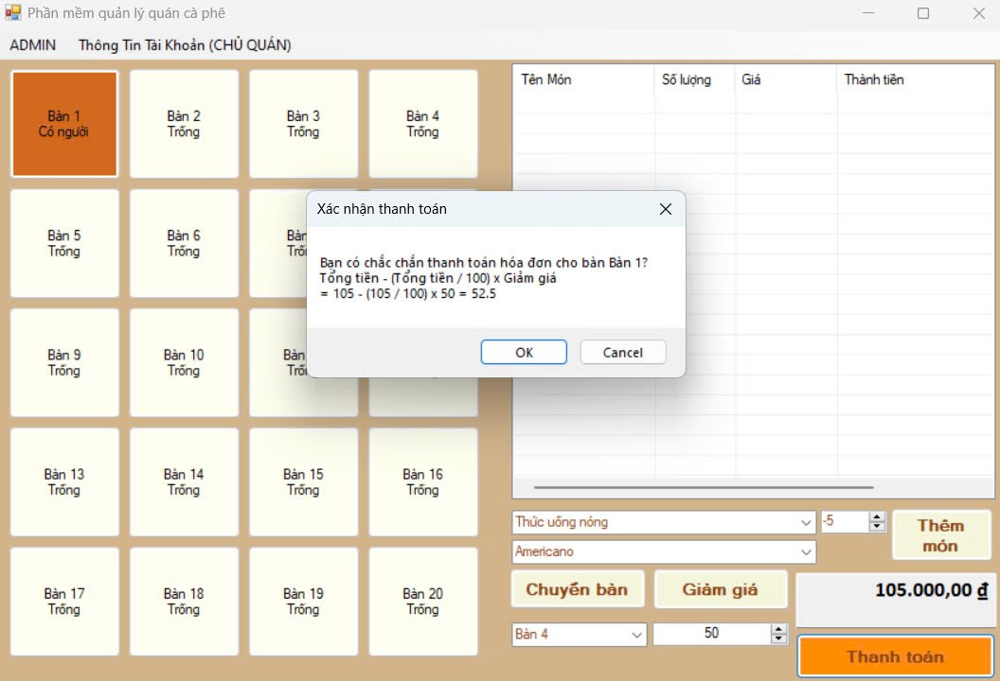 Phần mềm quản lý quán cà phê
ADMIN Thông Tin Tài Khoản (CHỦ QUÁN)
Bàn 1
Có người
Bàn 2
Trống
Bàn 3
Trống
Bàn 4
Trống
Bàn 5
Trống
Bàn 6
Trống
Bàn 9
Trống
Bàn 10
Trống
Bàn
Bàn 13
Trống
Bàn 14
Trống
Bàn 15
Trống
Bàn 16
Trống
Bàn 17
Trống
Bàn 18
Trống
Bàn 19
Trống
Bàn 20
Trống
Tên Món Số lượng Giá Thành tiền
Xác nhận thanh toán
Bạn có chắc chắn thanh toán hóa đơn cho bàn Bàn 1?
Tổng tiền - (Tổng tiền / 100) x Giảm giá
= 105 - (105 / 100) x 50 = 52.5
OK Cancel
Thức uống nóng -5
Americano
Thêm
món
Chuyển bàn Giảm giá
105.000,00 ₫
Bàn 4 50
Thanh toán